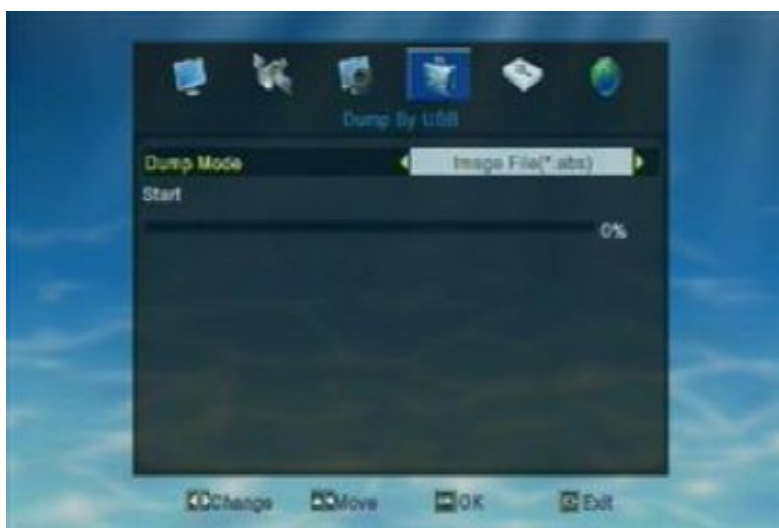 Dump By USB
Dump Mode Image File(*.abs)
Start
0%
Change Move OK Exit